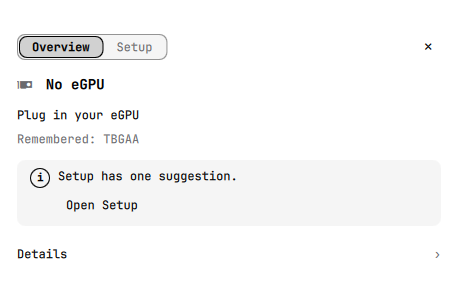 Overview Setup ×
No eGPU
Plug in your eGPU
Remembered: TBGAA
i Setup has one suggestion.
Open Setup
Details ›